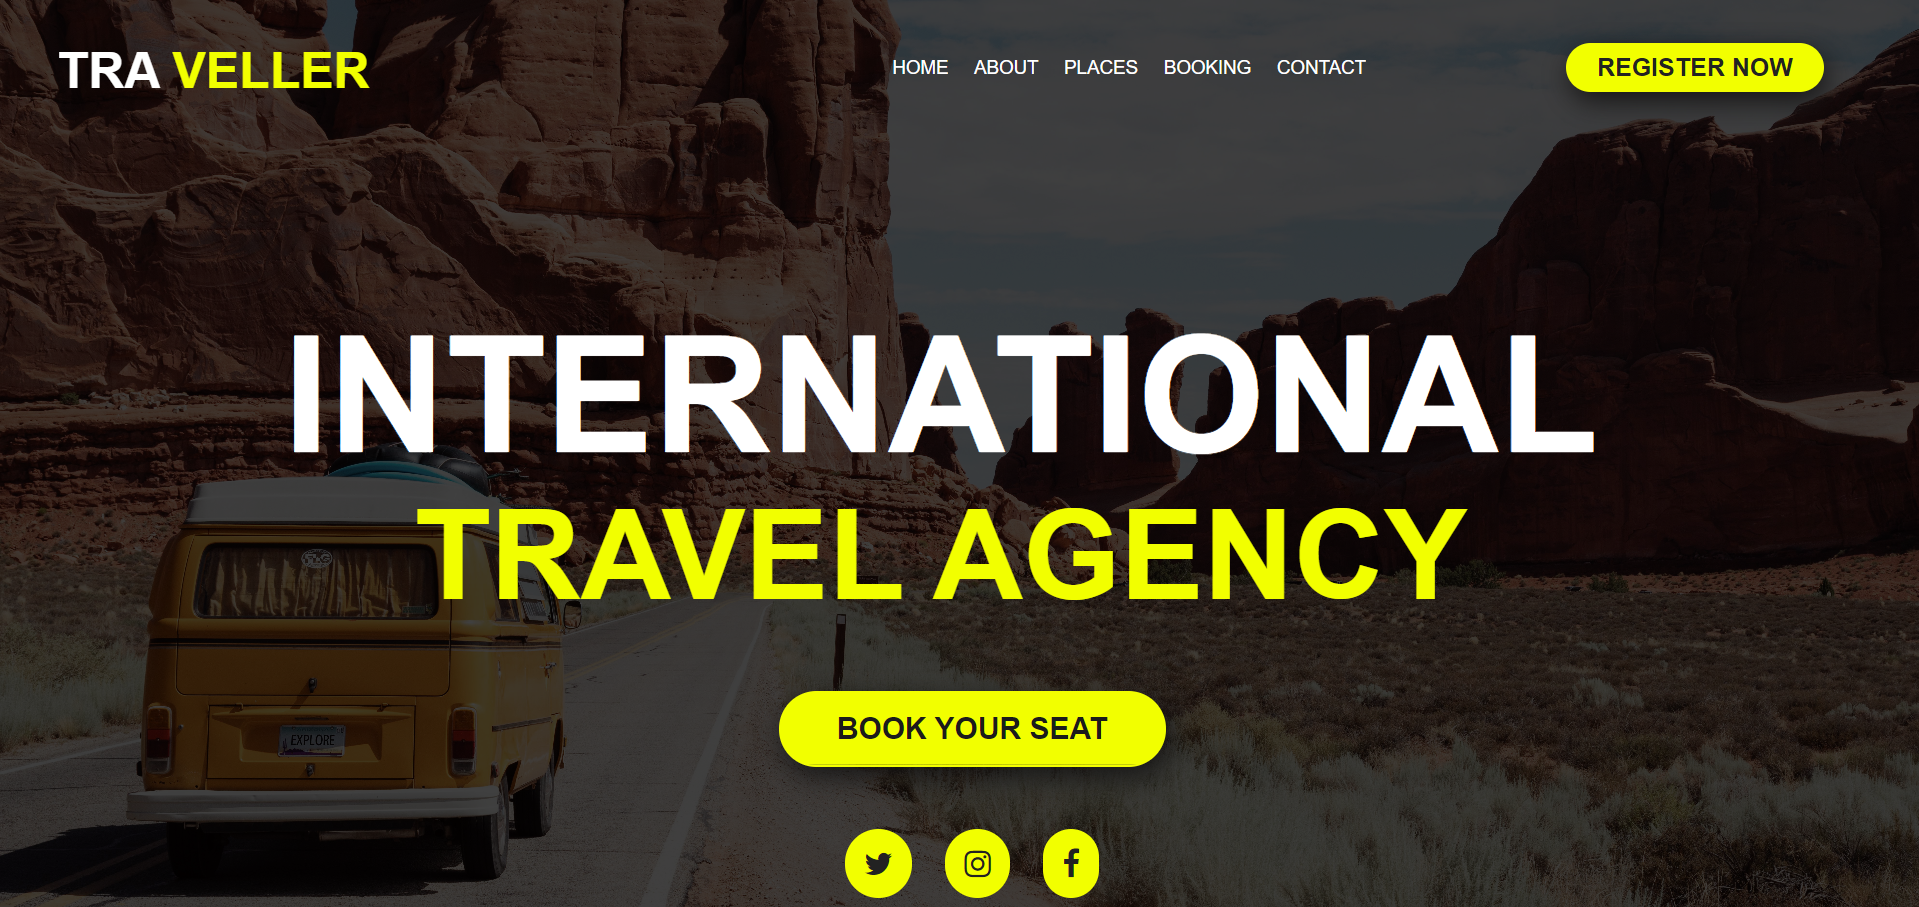 TRA VELLER
HOME ABOUT PLACES BOOKING CONTACT
REGISTER NOW
INTERNATIONAL
TRAVEL AGENCY
BOOK YOUR SEAT
EXPLORE